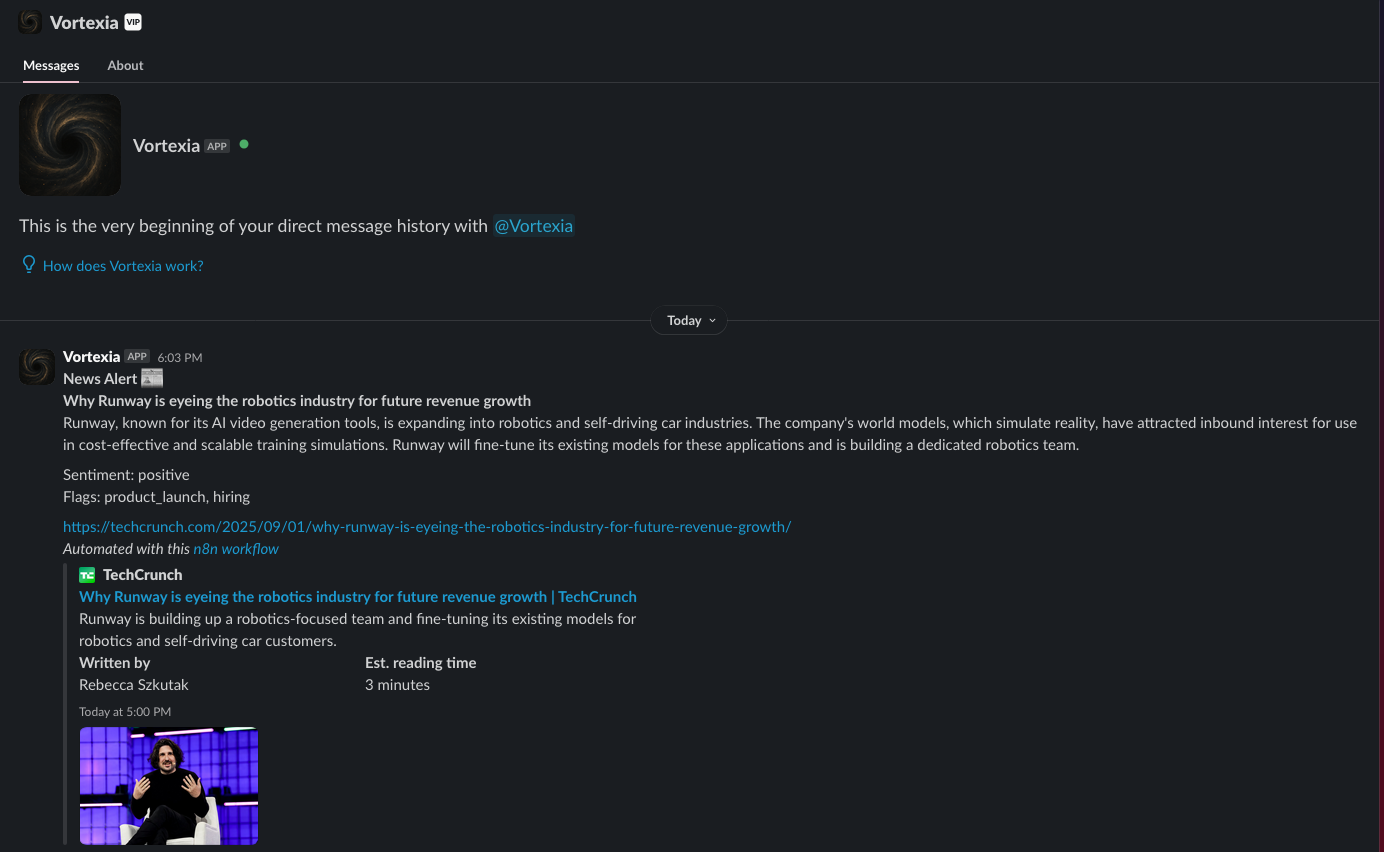 Vortexia VIP
Messages About
Vortexia APP
This is the very beginning of your direct message history with @Vortexia
How does Vortexia work?
Today
Vortexia APP 6:03 PM
News Alert
Why Runway is eyeing the robotics industry for future revenue growth
Runway, known for its AI video generation tools, is expanding into robotics and self-driving car industries. The company's world models, which simulate reality, have attracted inbound interest for use
in cost-effective and scalable training simulations. Runway will fine-tune its existing models for these applications and is building a dedicated robotics team.
Sentiment: positive
Flags: product_launch, hiring
https://techcrunch.com/2025/09/01/why-runway-is-eyeing-the-robotics-industry-for-future-revenue-growth/
Automated with this n8n workflow
TC TechCrunch
Why Runway is eyeing the robotics industry for future revenue growth | TechCrunch
Runway is building up a robotics-focused team and fine-tuning its existing models for
robotics and self-driving car customers.
Written by Est. reading time
Rebecca Szkutak 3 minutes
Today at 5:00 PM